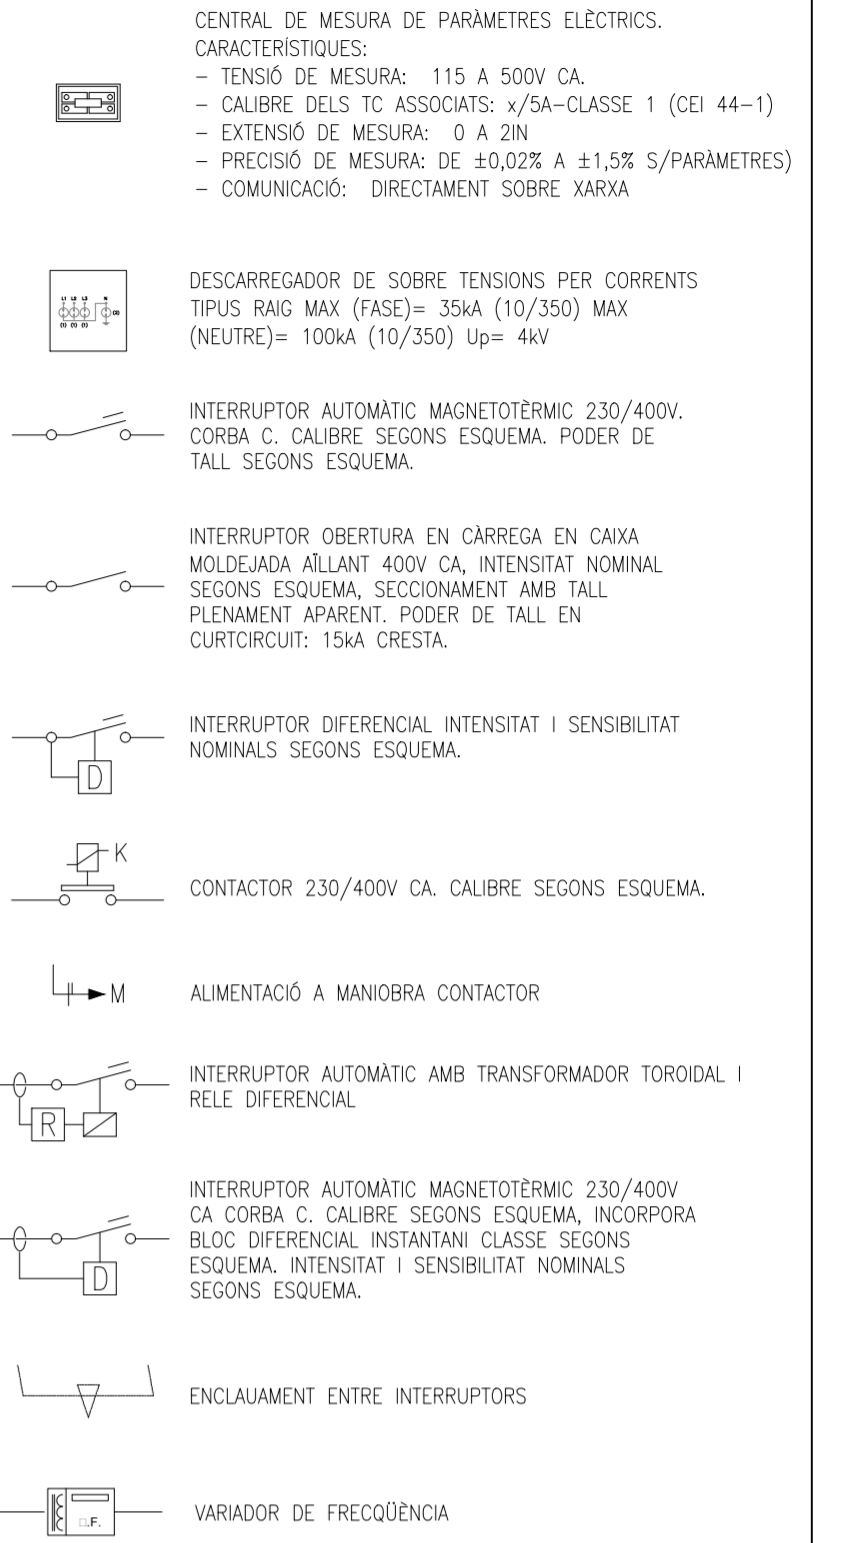 CENTRAL DE MESURA DE PARÀMETRES ELÈCTRICS.
CARACTERÍSTIQUES:
– TENSIÓ DE MESURA: 115 A 500V CA.
– CALIBRE DELS TC ASSOCIATS: x/5A–CLASSE 1 (CEI 44–1)
– EXTENSIÓ DE MESURA: 0 A 2IN
– PRECISIÓ DE MESURA: DE ±0,02% A ±1,5% S/PARÀMETRES)
– COMUNICACIÓ: DIRECTAMENT SOBRE XARXA
L1 L2 L3 N
(2)
(1) (1) (1)
DESCARREGADOR DE SOBRE TENSIONS PER CORRENTS
TIPUS RAIG MAX (FASE)= 35kA (10/350) MAX
(NEUTRE)= 100kA (10/350) Up= 4kV
INTERRUPTOR AUTOMÀTIC MAGNETOTÈRMIC 230/400V.
CORBA C. CALIBRE SEGONS ESQUEMA. PODER DE
TALL SEGONS ESQUEMA.
INTERRUPTOR OBERTURA EN CÀRREGA EN CAIXA
MOLDEJADA AÏLLANT 400V CA, INTENSITAT NOMINAL
SEGONS ESQUEMA, SECCIONAMENT AMB TALL
PLENAMENT APARENT. PODER DE TALL EN
CURTCIRCUIT: 15kA CRESTA.
D
INTERRUPTOR DIFERENCIAL INTENSITAT I SENSIBILITAT
NOMINALS SEGONS ESQUEMA.
K
CONTACTOR 230/400V CA. CALIBRE SEGONS ESQUEMA.
M
ALIMENTACIÓ A MANIOBRA CONTACTOR
R
INTERRUPTOR AUTOMÀTIC AMB TRANSFORMADOR TOROIDAL I
RELE DIFERENCIAL
D
INTERRUPTOR AUTOMÀTIC MAGNETOTÈRMIC 230/400V
CA CORBA C. CALIBRE SEGONS ESQUEMA, INCORPORA
BLOC DIFERENCIAL INSTANTANI CLASSE SEGONS
ESQUEMA. INTENSITAT I SENSIBILITAT NOMINALS
SEGONS ESQUEMA.
ENCLAUAMENT ENTRE INTERRUPTORS
□.F.
VARIADOR DE FRECQÜÈNCIA